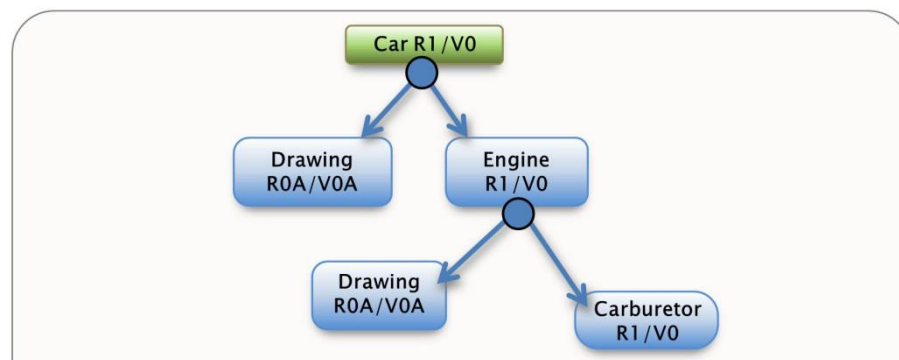 Car R1/V0
Drawing
R0A/V0A
Engine
R1/V0
Drawing
R0A/V0A
Carburetor
R1/V0